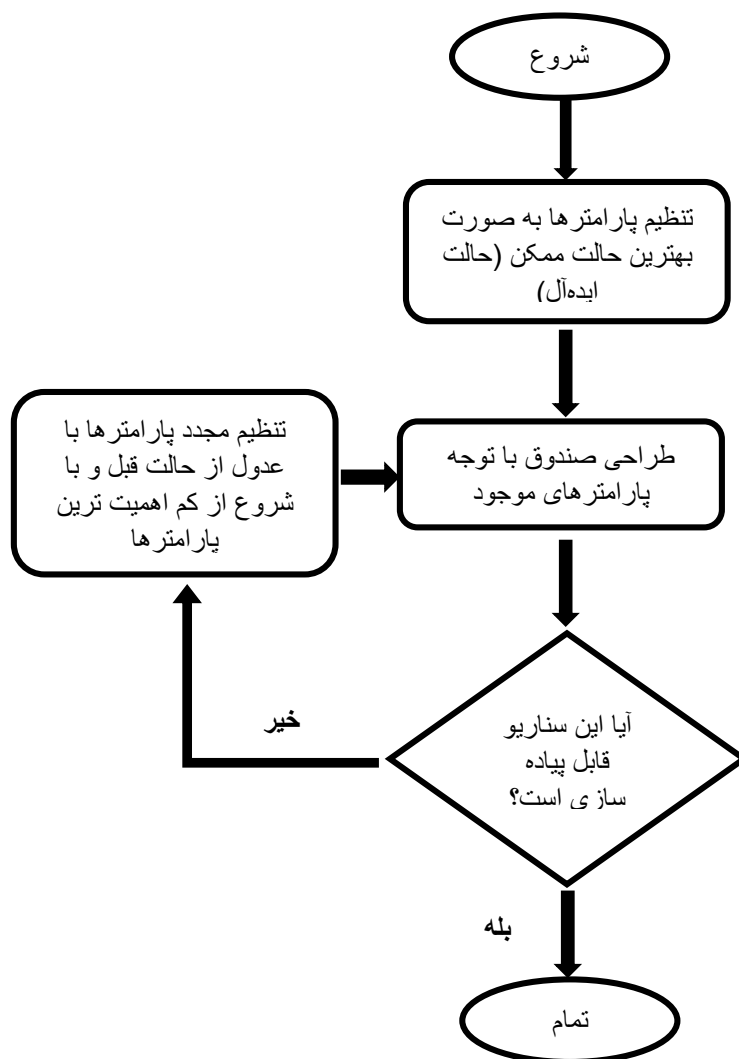 شروع
تنظیم پارامترها به صورت
بهترین حالت ممکن (حالت
ایده‌آل)
طراحی صندوق با توجه
پارامترهای موجود
تنظیم مجدد پارامترها با
عدول از حالت قبل و با
شروع از کم اهمیت ترین
پارامترها
آیا این سناریو
قابل پیاده
سازی است؟
خیر
بله
تمام